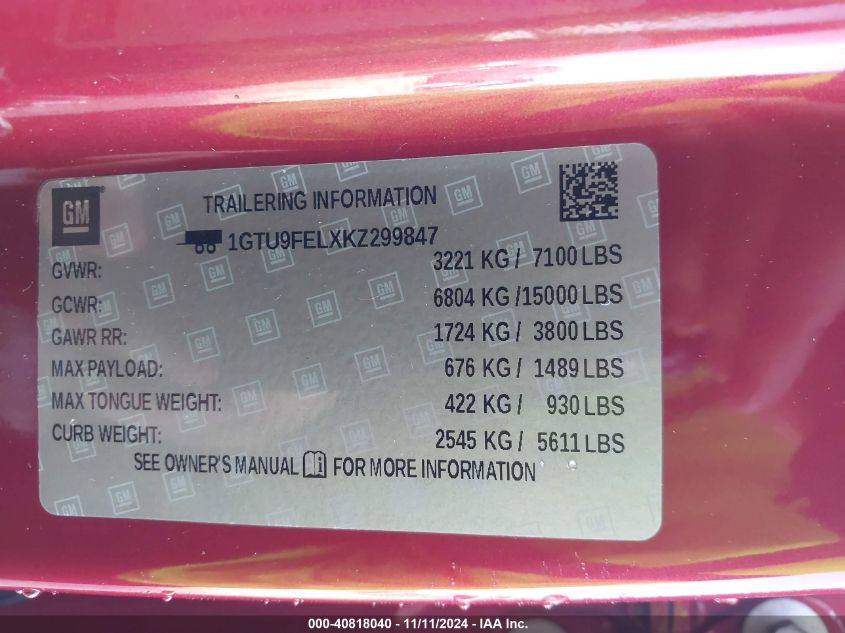 GM TRAILERING INFORMATION
1GTU9FELXKZ299847
GVWR: 3221 KG / 7100 LBS
GCWR: 6804 KG /15000 LBS
GAWR RR: 1724 KG / 3800 LBS
MAX PAYLOAD: 676 KG / 1489 LBS
MAX TONGUE WEIGHT: 422 KG / 930 LBS
CURB WEIGHT: 2545 KG / 5611 LBS
SEE OWNER'S MANUAL FOR MORE INFORMATION
000-40818040 - 11/11/2024 - IAA Inc.